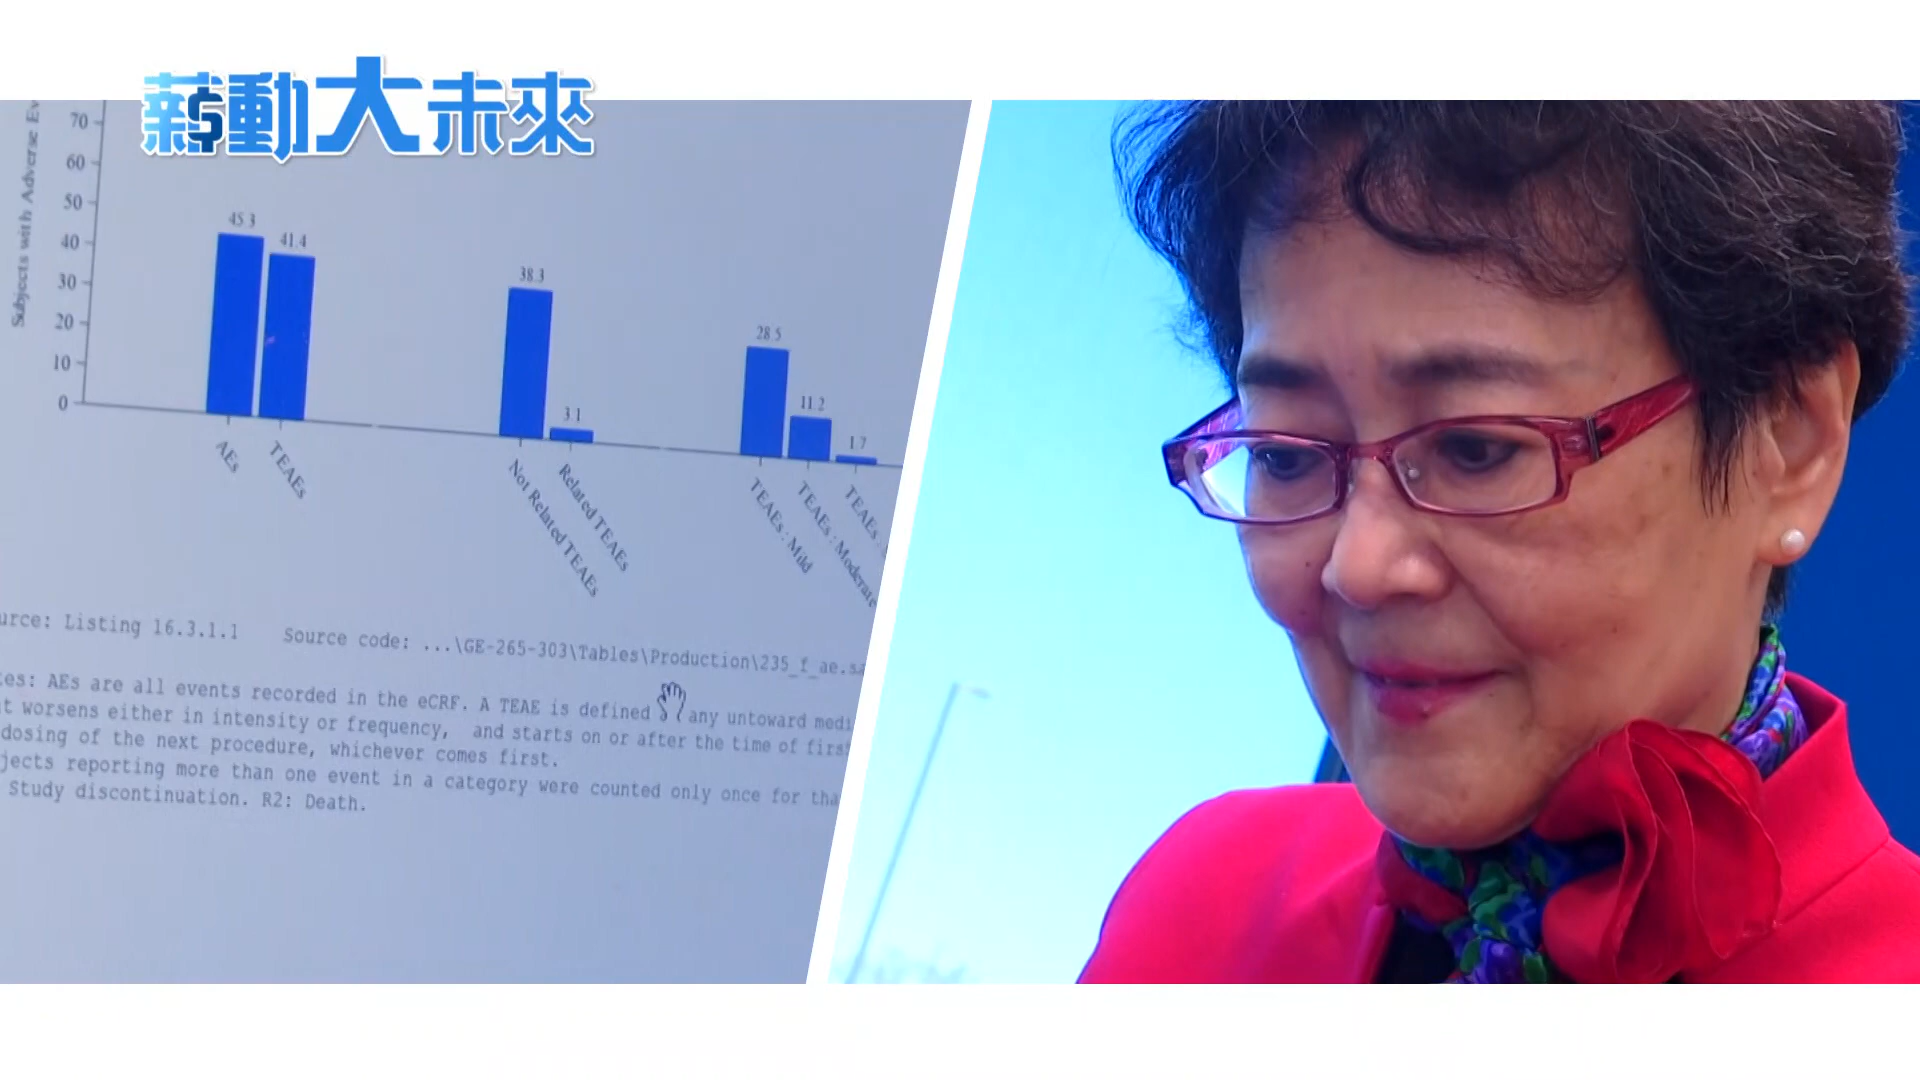 薪動大未來
Subjects with Adverse Ev
70
60
50
40
30
20
10
0
45.3
41.4
38.3
3.1
28.5
11.2
1.7
AEs
TEAEs
Not Related TEAEs
Related TEAEs
TEAEs : Mild
TEAEs : Moderate
TEAEs :
urce: Listing 16.3.1.1 Source code: ...\GE-265-303\Tables\Production\235_f_ae.sa
es: AEs are all events recorded in the eCRF. A TEAE is defined any untoward medi
t worsens either in intensity or frequency, and starts on or after the time of first
dosing of the next procedure, whichever comes first.
jects reporting more than one event in a category were counted only once for tha
Study discontinuation. R2: Death.